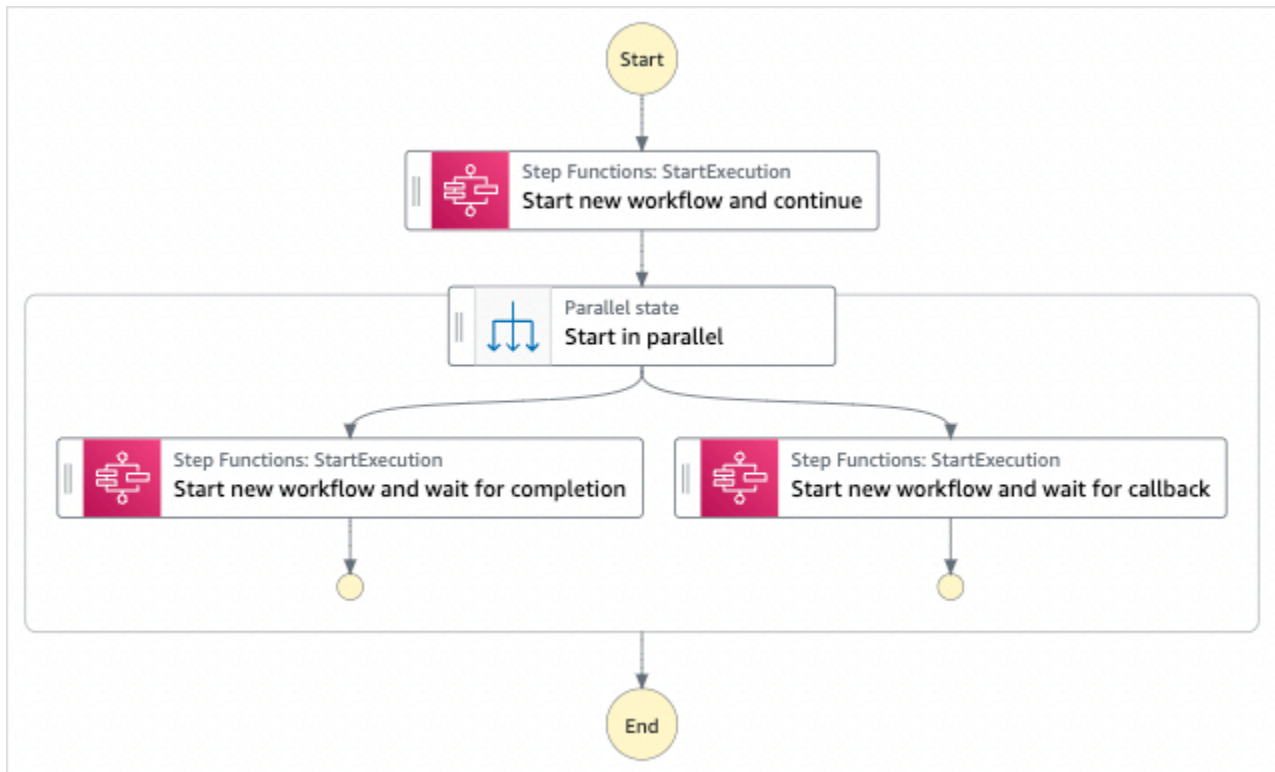 Start
Step Functions: StartExecution
Start new workflow and continue
Parallel state
Start in parallel
Step Functions: StartExecution
Start new workflow and wait for completion
Step Functions: StartExecution
Start new workflow and wait for callback
End